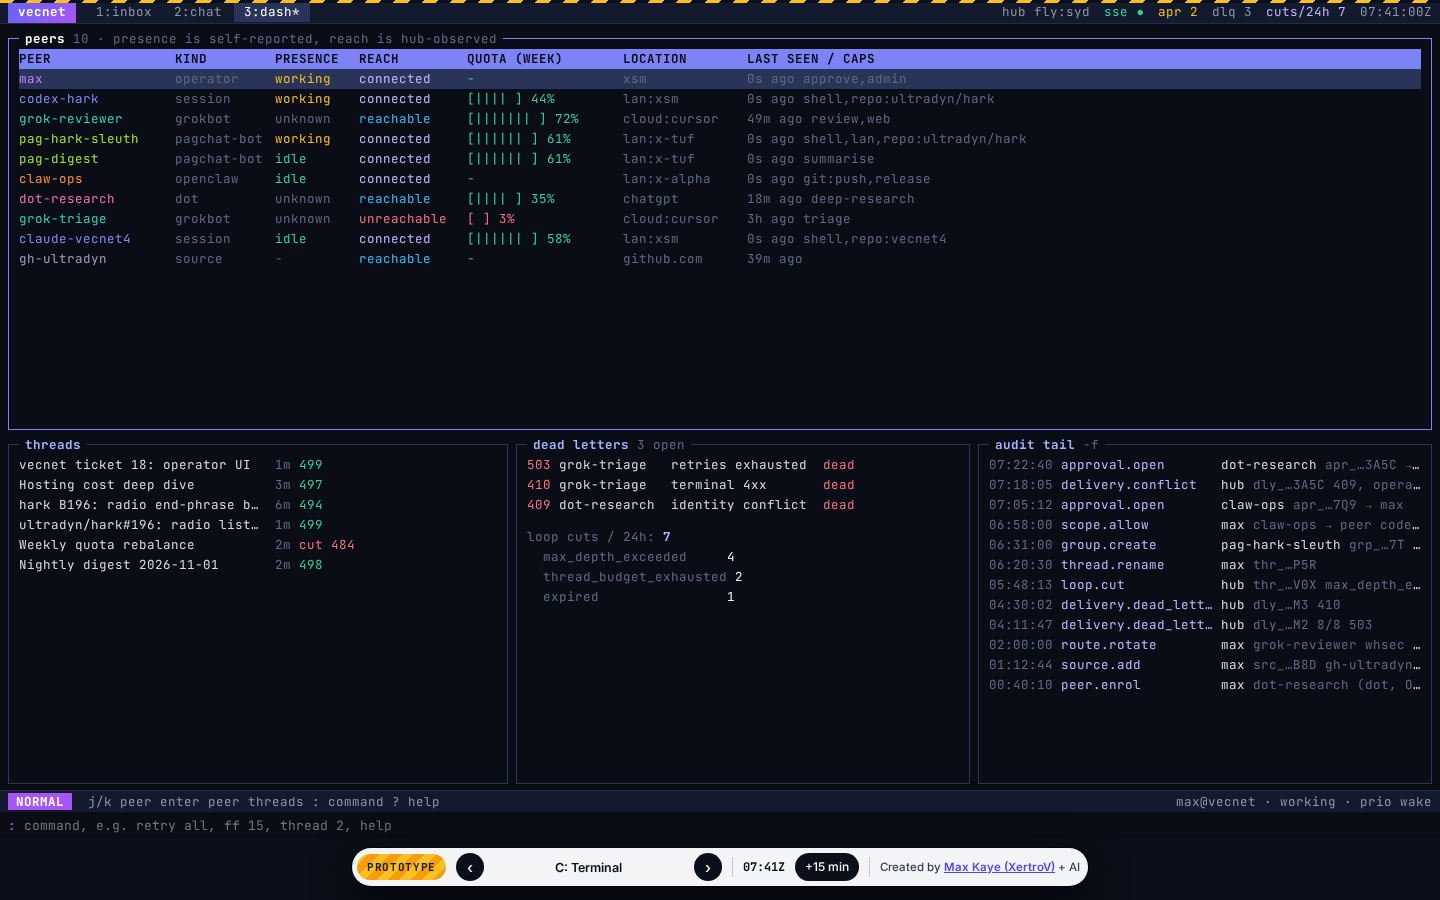 vecnet 1:inbox 2:chat 3:dash* hub fly:syd sse ● apr 2 dlq 3 cuts/24h 7 07:41:00Z
peers 10 · presence is self-reported, reach is hub-observed
PEER KIND PRESENCE REACH QUOTA (WEEK) LOCATION LAST SEEN / CAPS
max operator working connected - xsm 0s ago approve,admin
codex-hark session working connected [|||| ] 44% lan:xsm 0s ago shell,repo:ultradyn/hark
grok-reviewer grokbot unknown reachable [||||||| ] 72% cloud:cursor 49m ago review,web
pag-hark-sleuth pagchat-bot working connected [|||||| ] 61% lan:x-tuf 0s ago shell,lan,repo:ultradyn/hark
pag-digest pagchat-bot idle connected [|||||| ] 61% lan:x-tuf 0s ago summarise
claw-ops openclaw idle connected - lan:x-alpha 0s ago git:push,release
dot-research dot unknown reachable [|||| ] 35% chatgpt 18m ago deep-research
grok-triage grokbot unknown unreachable [ ] 3% cloud:cursor 3h ago triage
claude-vecnet4 session idle connected [|||||| ] 58% lan:xsm 0s ago shell,repo:vecnet4
gh-ultradyn source - reachable - github.com 39m ago
threads
vecnet ticket 18: operator UI 1m 499
Hosting cost deep dive 3m 497
hark B196: radio end-phrase b… 6m 494
ultradyn/hark#196: radio list… 1m 499
Weekly quota rebalance 2m cut 484
Nightly digest 2026-11-01 2m 498
dead letters 3 open
503 grok-triage retries exhausted dead
410 grok-triage terminal 4xx dead
409 dot-research identity conflict dead
loop cuts / 24h: 7
max_depth_exceeded 4
thread_budget_exhausted 2
expired 1
audit tail -f
07:22:40 approval.open dot-research apr_…3A5C →…
07:18:05 delivery.conflict hub dly_…3A5C 409, opera…
07:05:12 approval.open claw-ops apr_…7Q9 → max
06:58:00 scope.allow max claw-ops → peer code…
06:31:00 group.create pag-hark-sleuth grp_…7T …
06:20:30 thread.rename max thr_…P5R
05:48:13 loop.cut hub thr_…V0X max_depth_e…
04:30:02 delivery.dead_lett… hub dly_…M3 410
04:11:47 delivery.dead_lett… hub dly_…M2 8/8 503
02:00:00 route.rotate max grok-reviewer whsec …
01:12:44 source.add max src_…B8D gh-ultradyn…
00:40:10 peer.enrol max dot-research (dot, O…
NORMAL j/k peer enter peer threads : command ? help max@vecnet · working · prio wake
: command, e.g. retry all, ff 15, thread 2, help
PROTOTYPE ‹ C: Terminal › 07:41Z +15 min Created by Max Kaye (XertroV) + AI